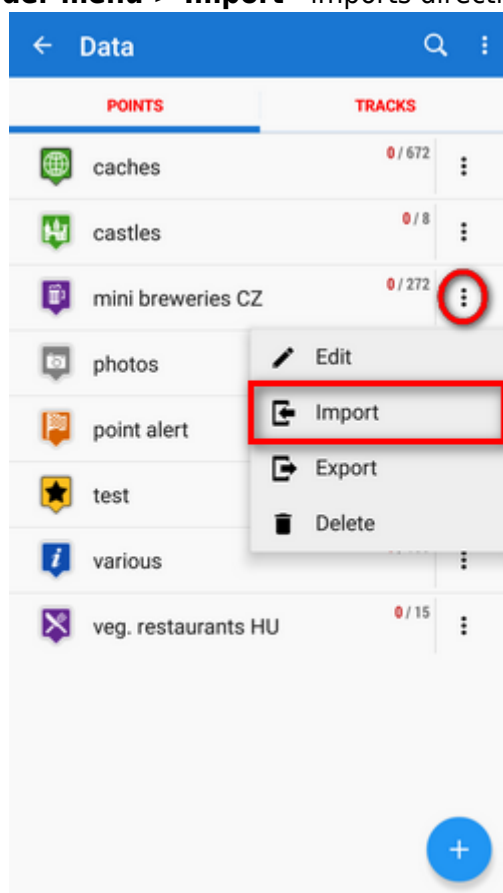 der menu > Import - imports directl
Data
POINTS TRACKS
caches 0 / 672
castles 0 / 8
mini breweries CZ 0 / 272
photos
Edit
Import
point alert
Export
test
Delete
various
veg. restaurants HU 0 / 15